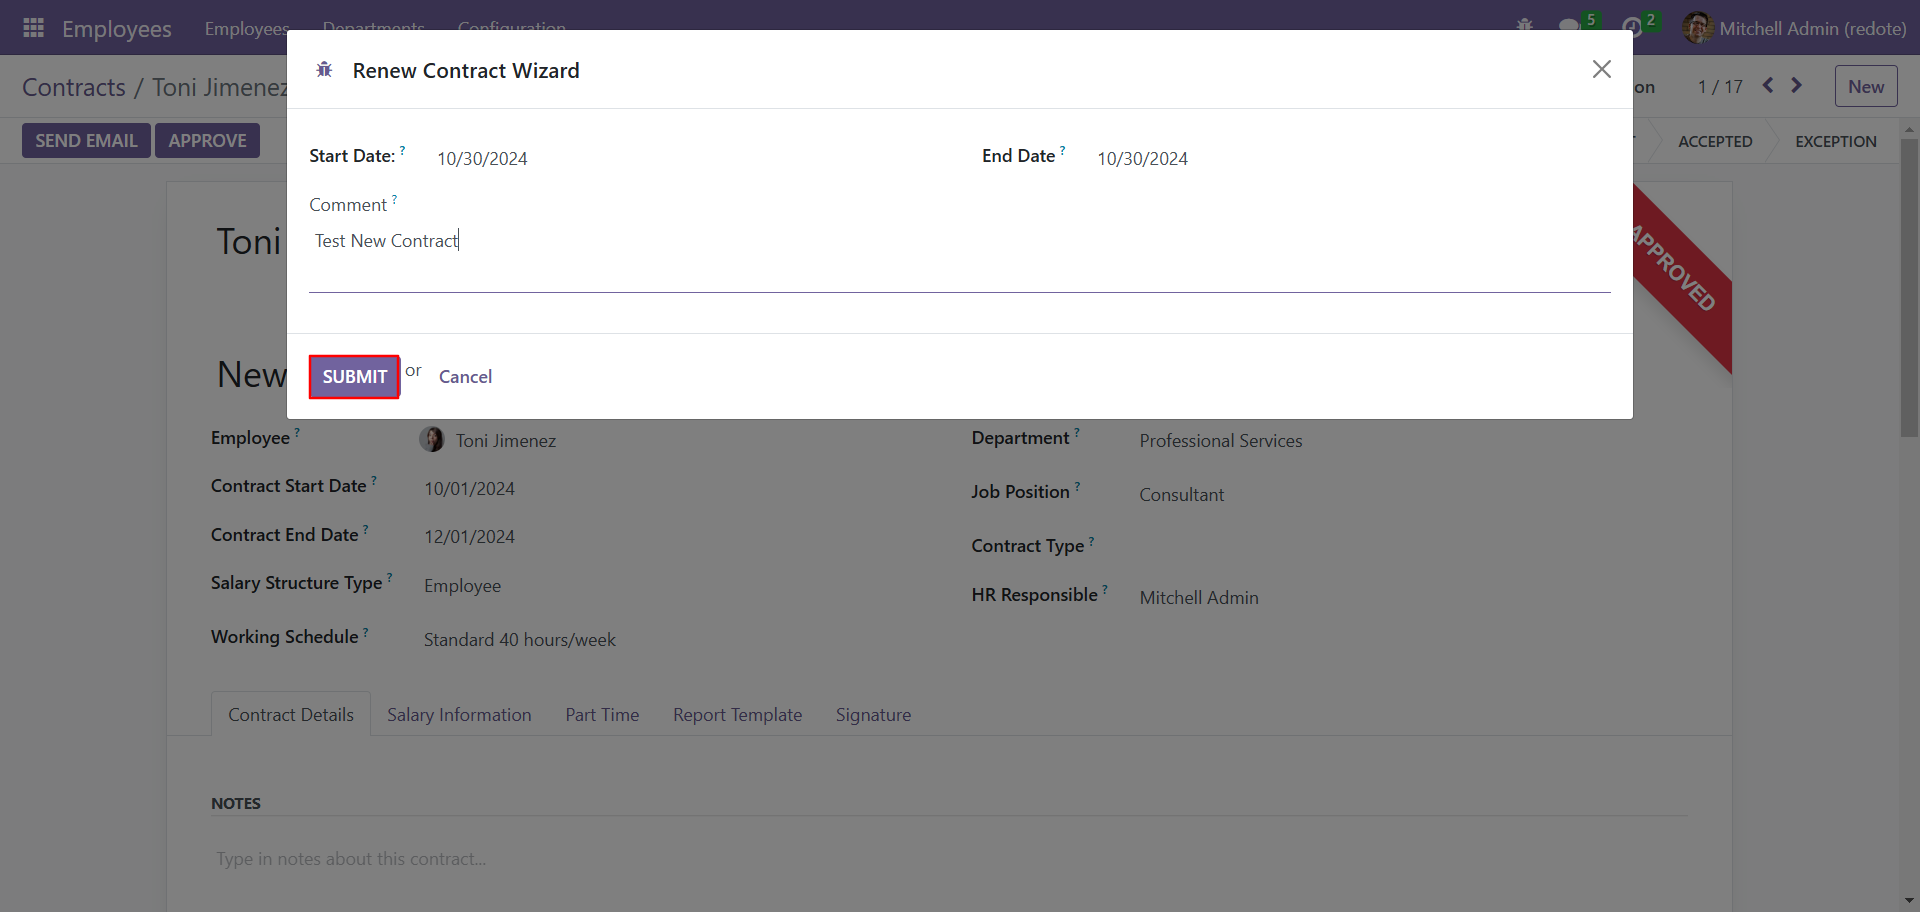 Employees Employees Departments Configuration 5 2 Mitchell Admin (redote)
Renew Contract Wizard
Contracts / Toni Jimenez on 1 / 17 New
SEND EMAIL APPROVE ACCEPTED EXCEPTION
Start Date: ? 10/30/2024 End Date ? 10/30/2024
Comment ?
Test New Contract
Toni
APPROVED
New
SUBMIT or Cancel
Employee ? Toni Jimenez Department ? Professional Services
Contract Start Date ? 10/01/2024 Job Position ? Consultant
Contract End Date ? 12/01/2024 Contract Type ?
Salary Structure Type ? Employee HR Responsible ? Mitchell Admin
Working Schedule ? Standard 40 hours/week
Contract Details Salary Information Part Time Report Template Signature
NOTES
Type in notes about this contract...